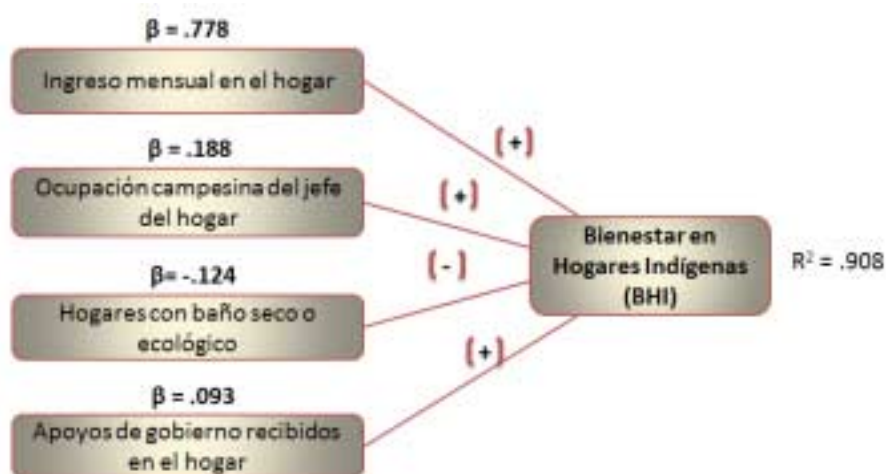 β = .778
Ingreso mensual en el hogar
(+)
β = .188
Ocupación campesina del jefe
del hogar
(+)
β= -.124
Hogares con baño seco o
ecológico
(-)
β = .093
Apoyos de gobierno recibidos
en el hogar
(+)
Bienestar en
Hogares Indígenas
(BHI)
R² = .908